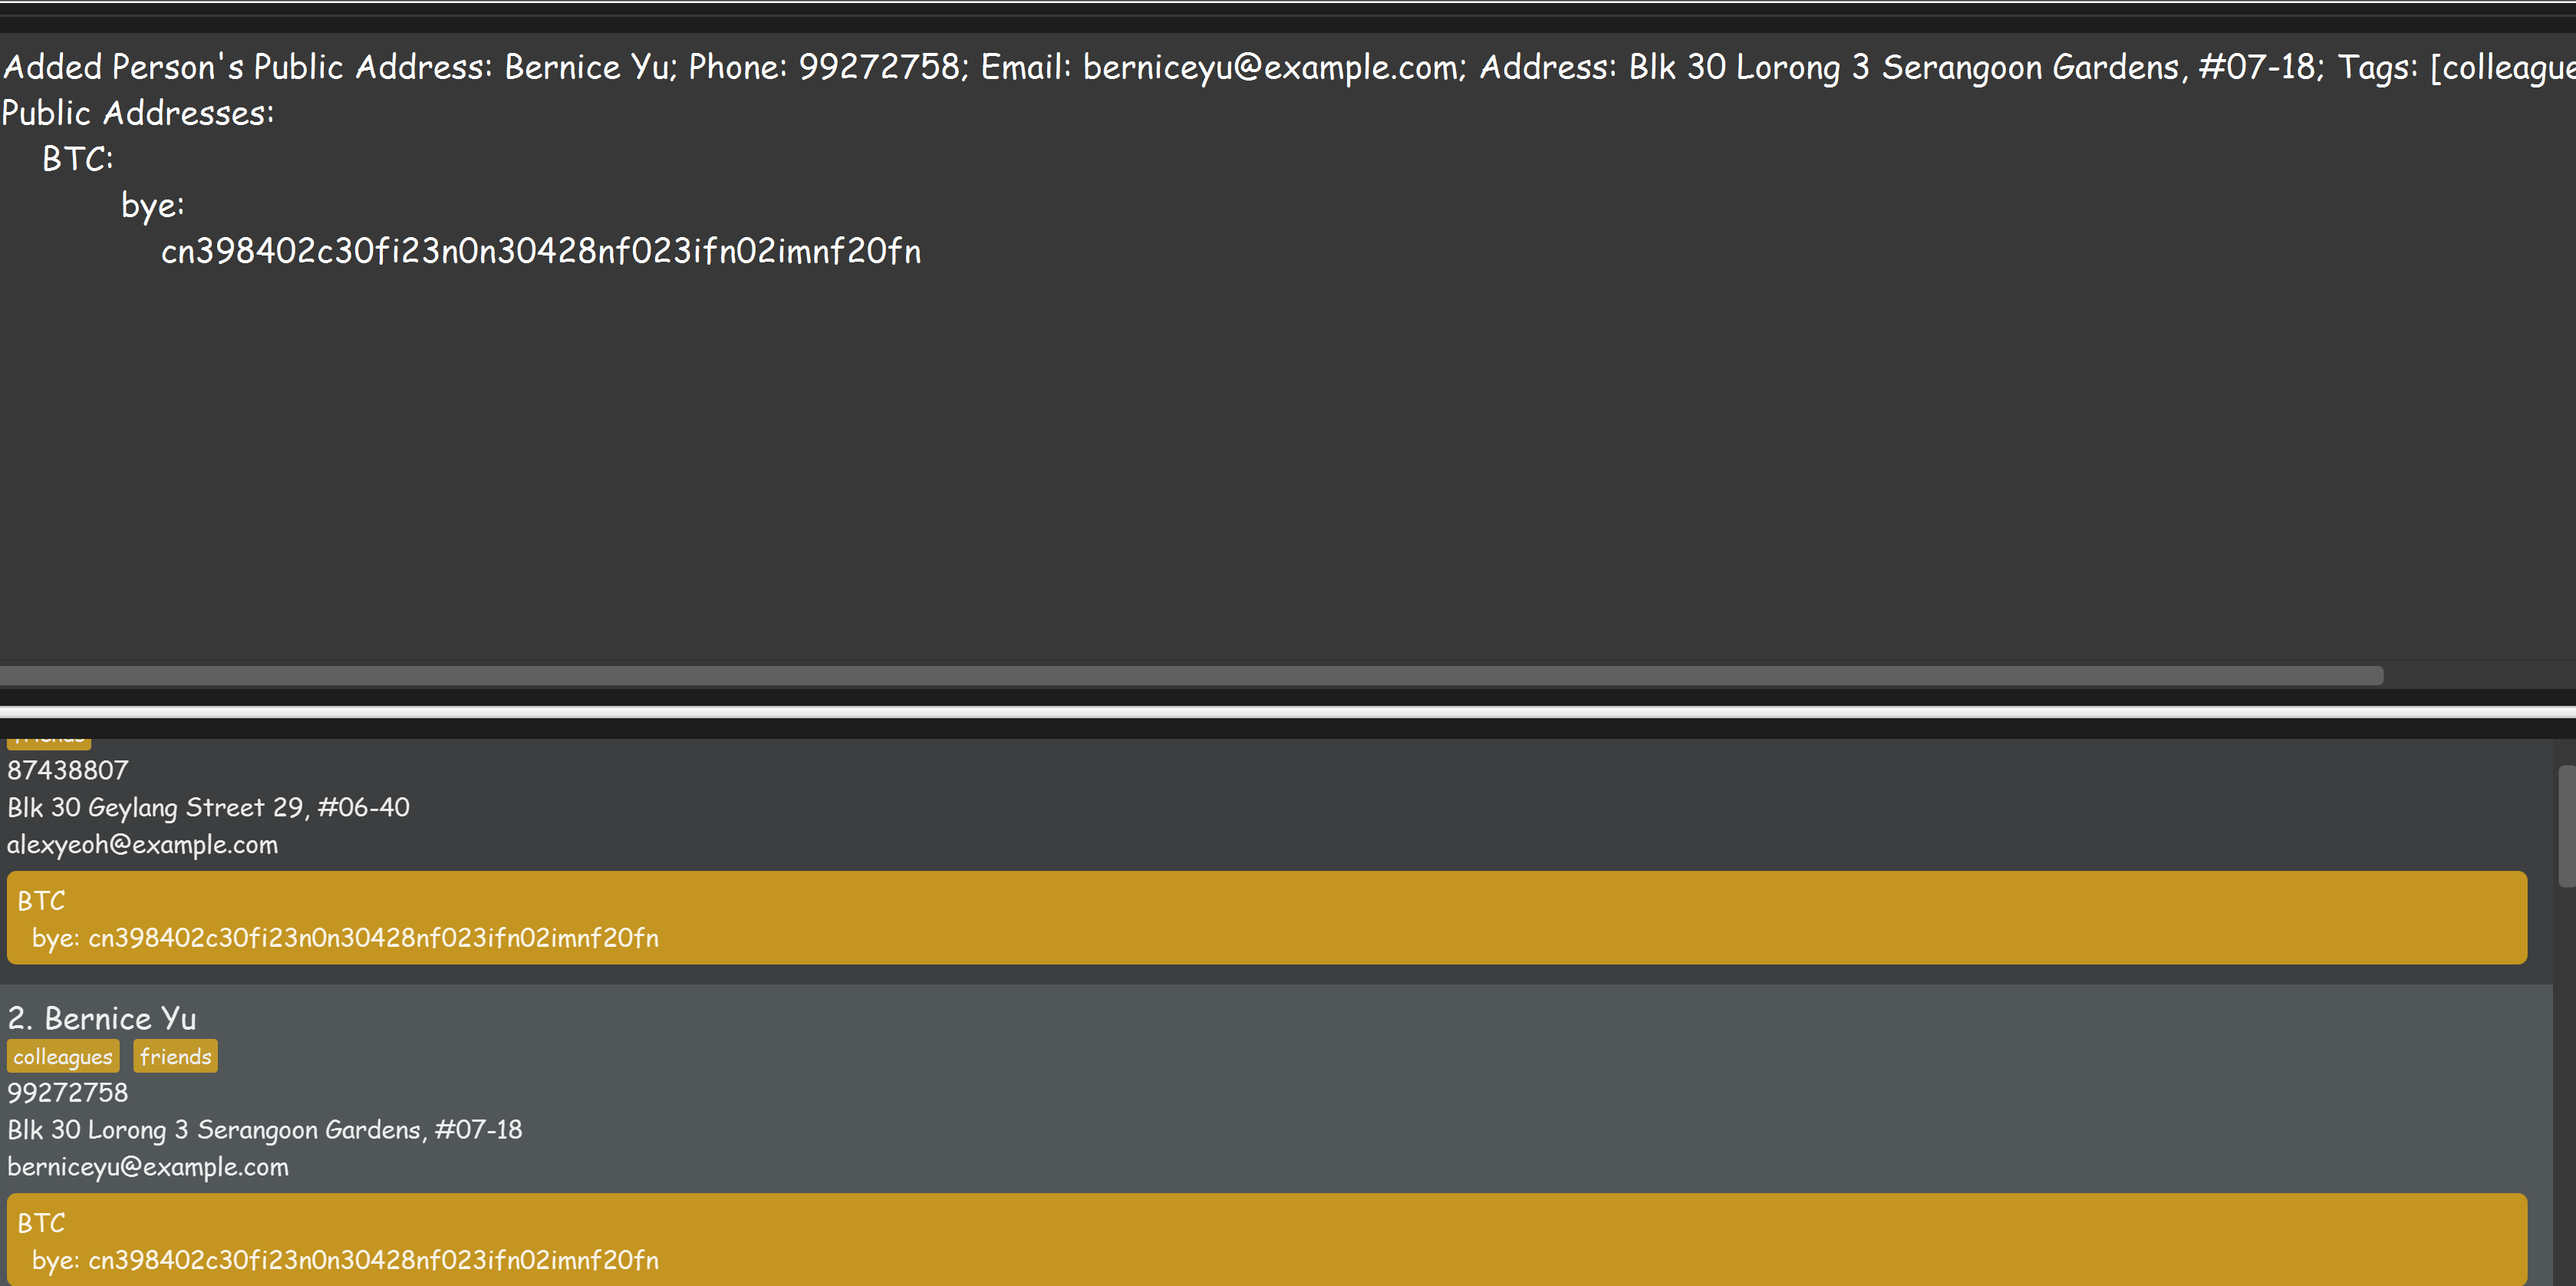 Added Person's Public Address: Bernice Yu; Phone: 99272758; Email: berniceyu@example.com; Address: Blk 30 Lorong 3 Serangoon Gardens, #07-18; Tags: [colleague
Public Addresses:
BTC:
bye:
cn398402c30fi23n0n30428nf023ifn02imnf20fn
friends
87438807
Blk 30 Geylang Street 29, #06-40
alexyeoh@example.com
BTC
bye: cn398402c30fi23n0n30428nf023ifn02imnf20fn
2. Bernice Yu
colleagues friends
99272758
Blk 30 Lorong 3 Serangoon Gardens, #07-18
berniceyu@example.com
BTC
bye: cn398402c30fi23n0n30428nf023ifn02imnf20fn